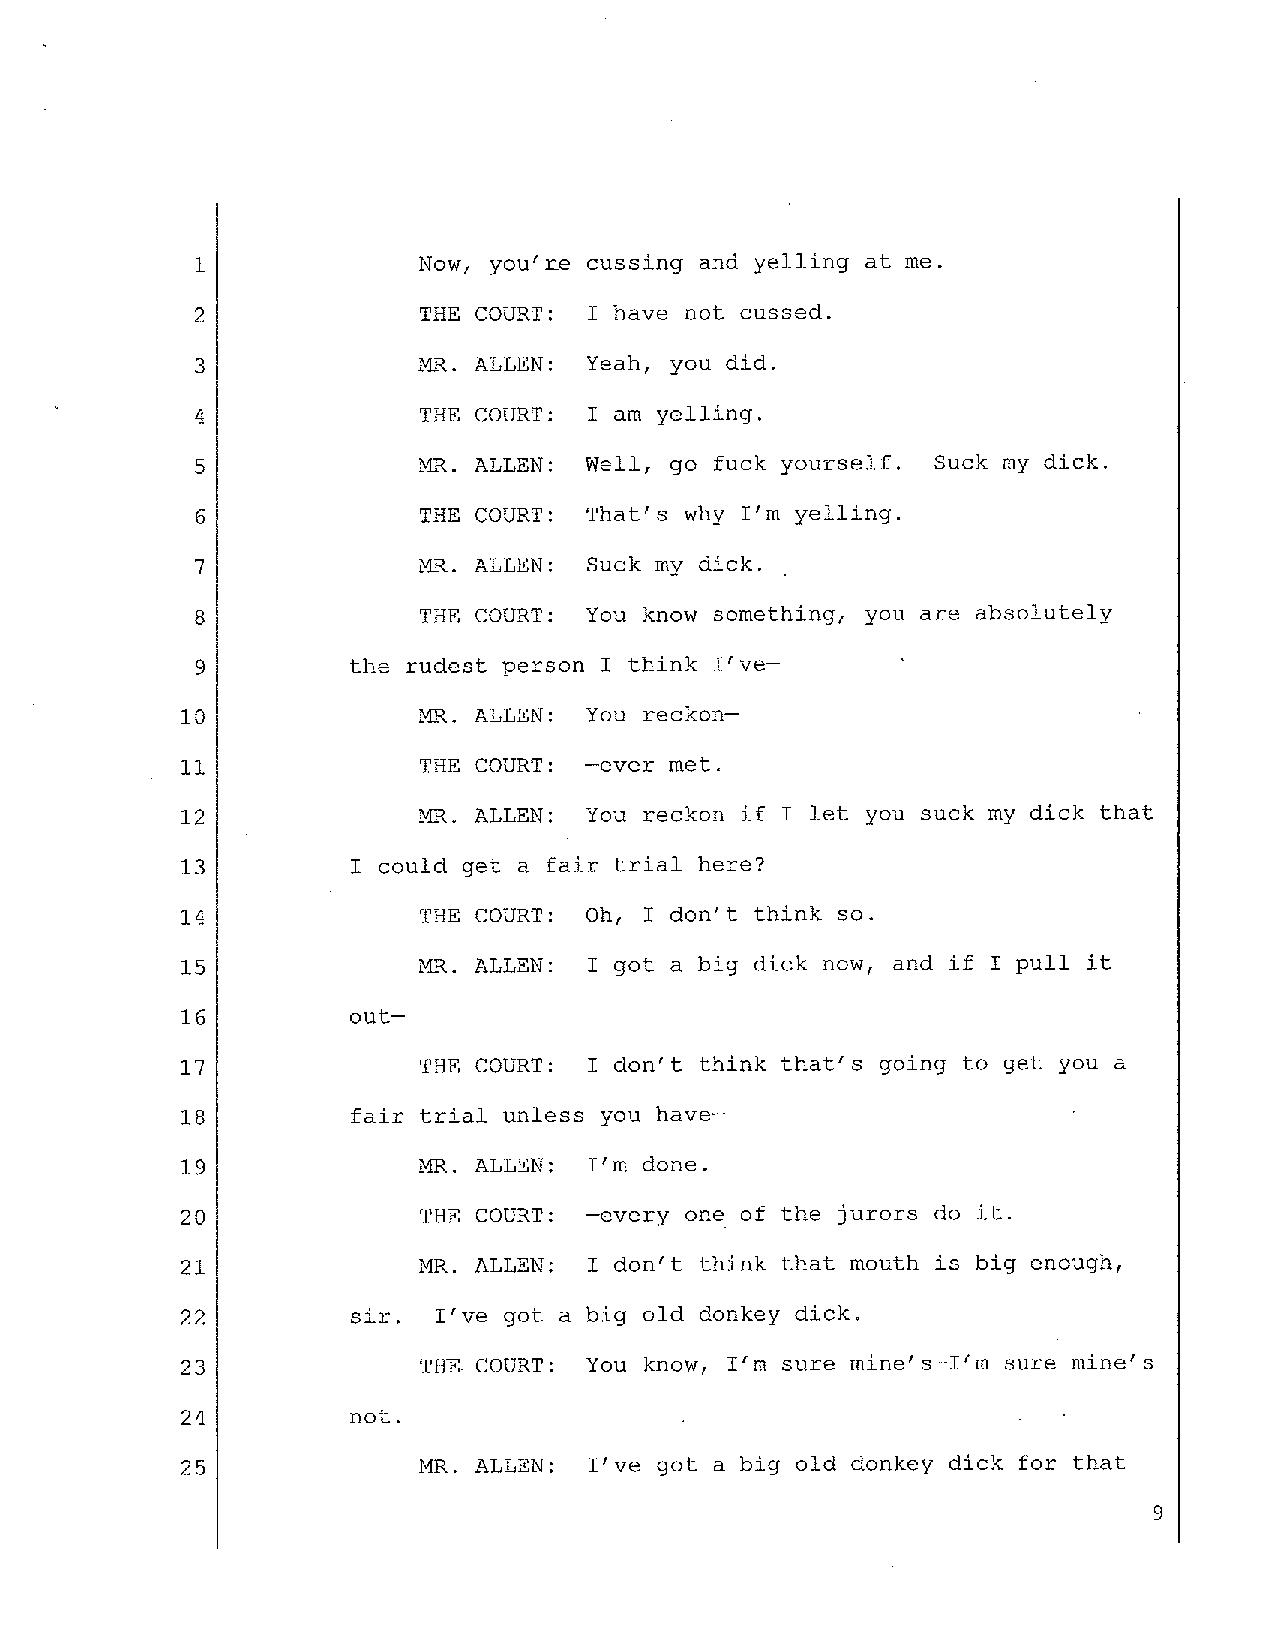 1 Now, you're cussing and yelling at me.
2 THE COURT: I have not cussed.
3 MR. ALLEN: Yeah, you did.
4 THE COURT: I am yelling.
5 MR. ALLEN: Well, go fuck yourself. Suck my dick.
6 THE COURT: That's why I'm yelling.
7 MR. ALLEN: Suck my dick.
8 THE COURT: You know something, you are absolutely
9 the rudest person I think I've—
10 MR. ALLEN: You reckon—
11 THE COURT: —ever met.
12 MR. ALLEN: You reckon if I let you suck my dick that
13 I could get a fair trial here?
14 THE COURT: Oh, I don't think so.
15 MR. ALLEN: I got a big dick now, and if I pull it
16 out—
17 THE COURT: I don't think that's going to get you a
18 fair trial unless you have—
19 MR. ALLEN: I'm done.
20 THE COURT: —every one of the jurors do it.
21 MR. ALLEN: I don't think that mouth is big enough,
22 sir. I've got a big old donkey dick.
23 THE COURT: You know, I'm sure mine's—I'm sure mine's
24 not.
25 MR. ALLEN: I've got a big old donkey dick for that
9